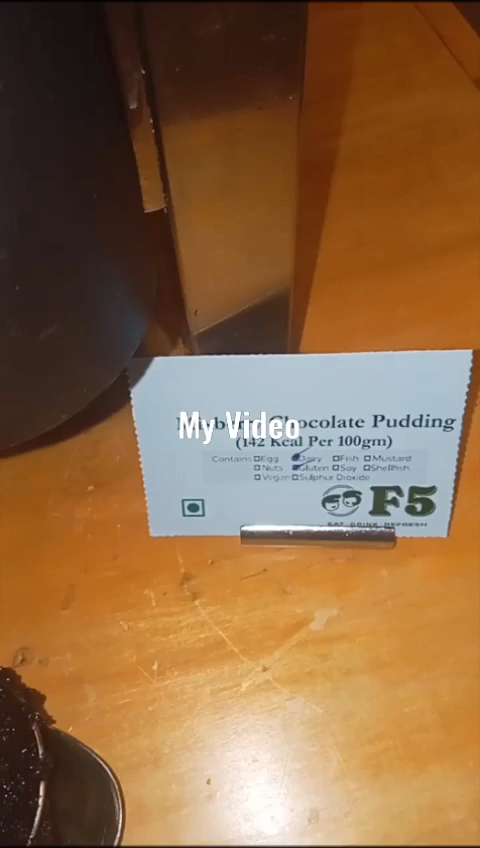 My Video
Chocolate Pudding
(142 Kcal Per 100gm)
Contains Egg Dairy Fish Mustard
Nuts Gluten Soy Shellfish
Vegan Sulphur Dioxide
F5
EAT DRINK REFRESH